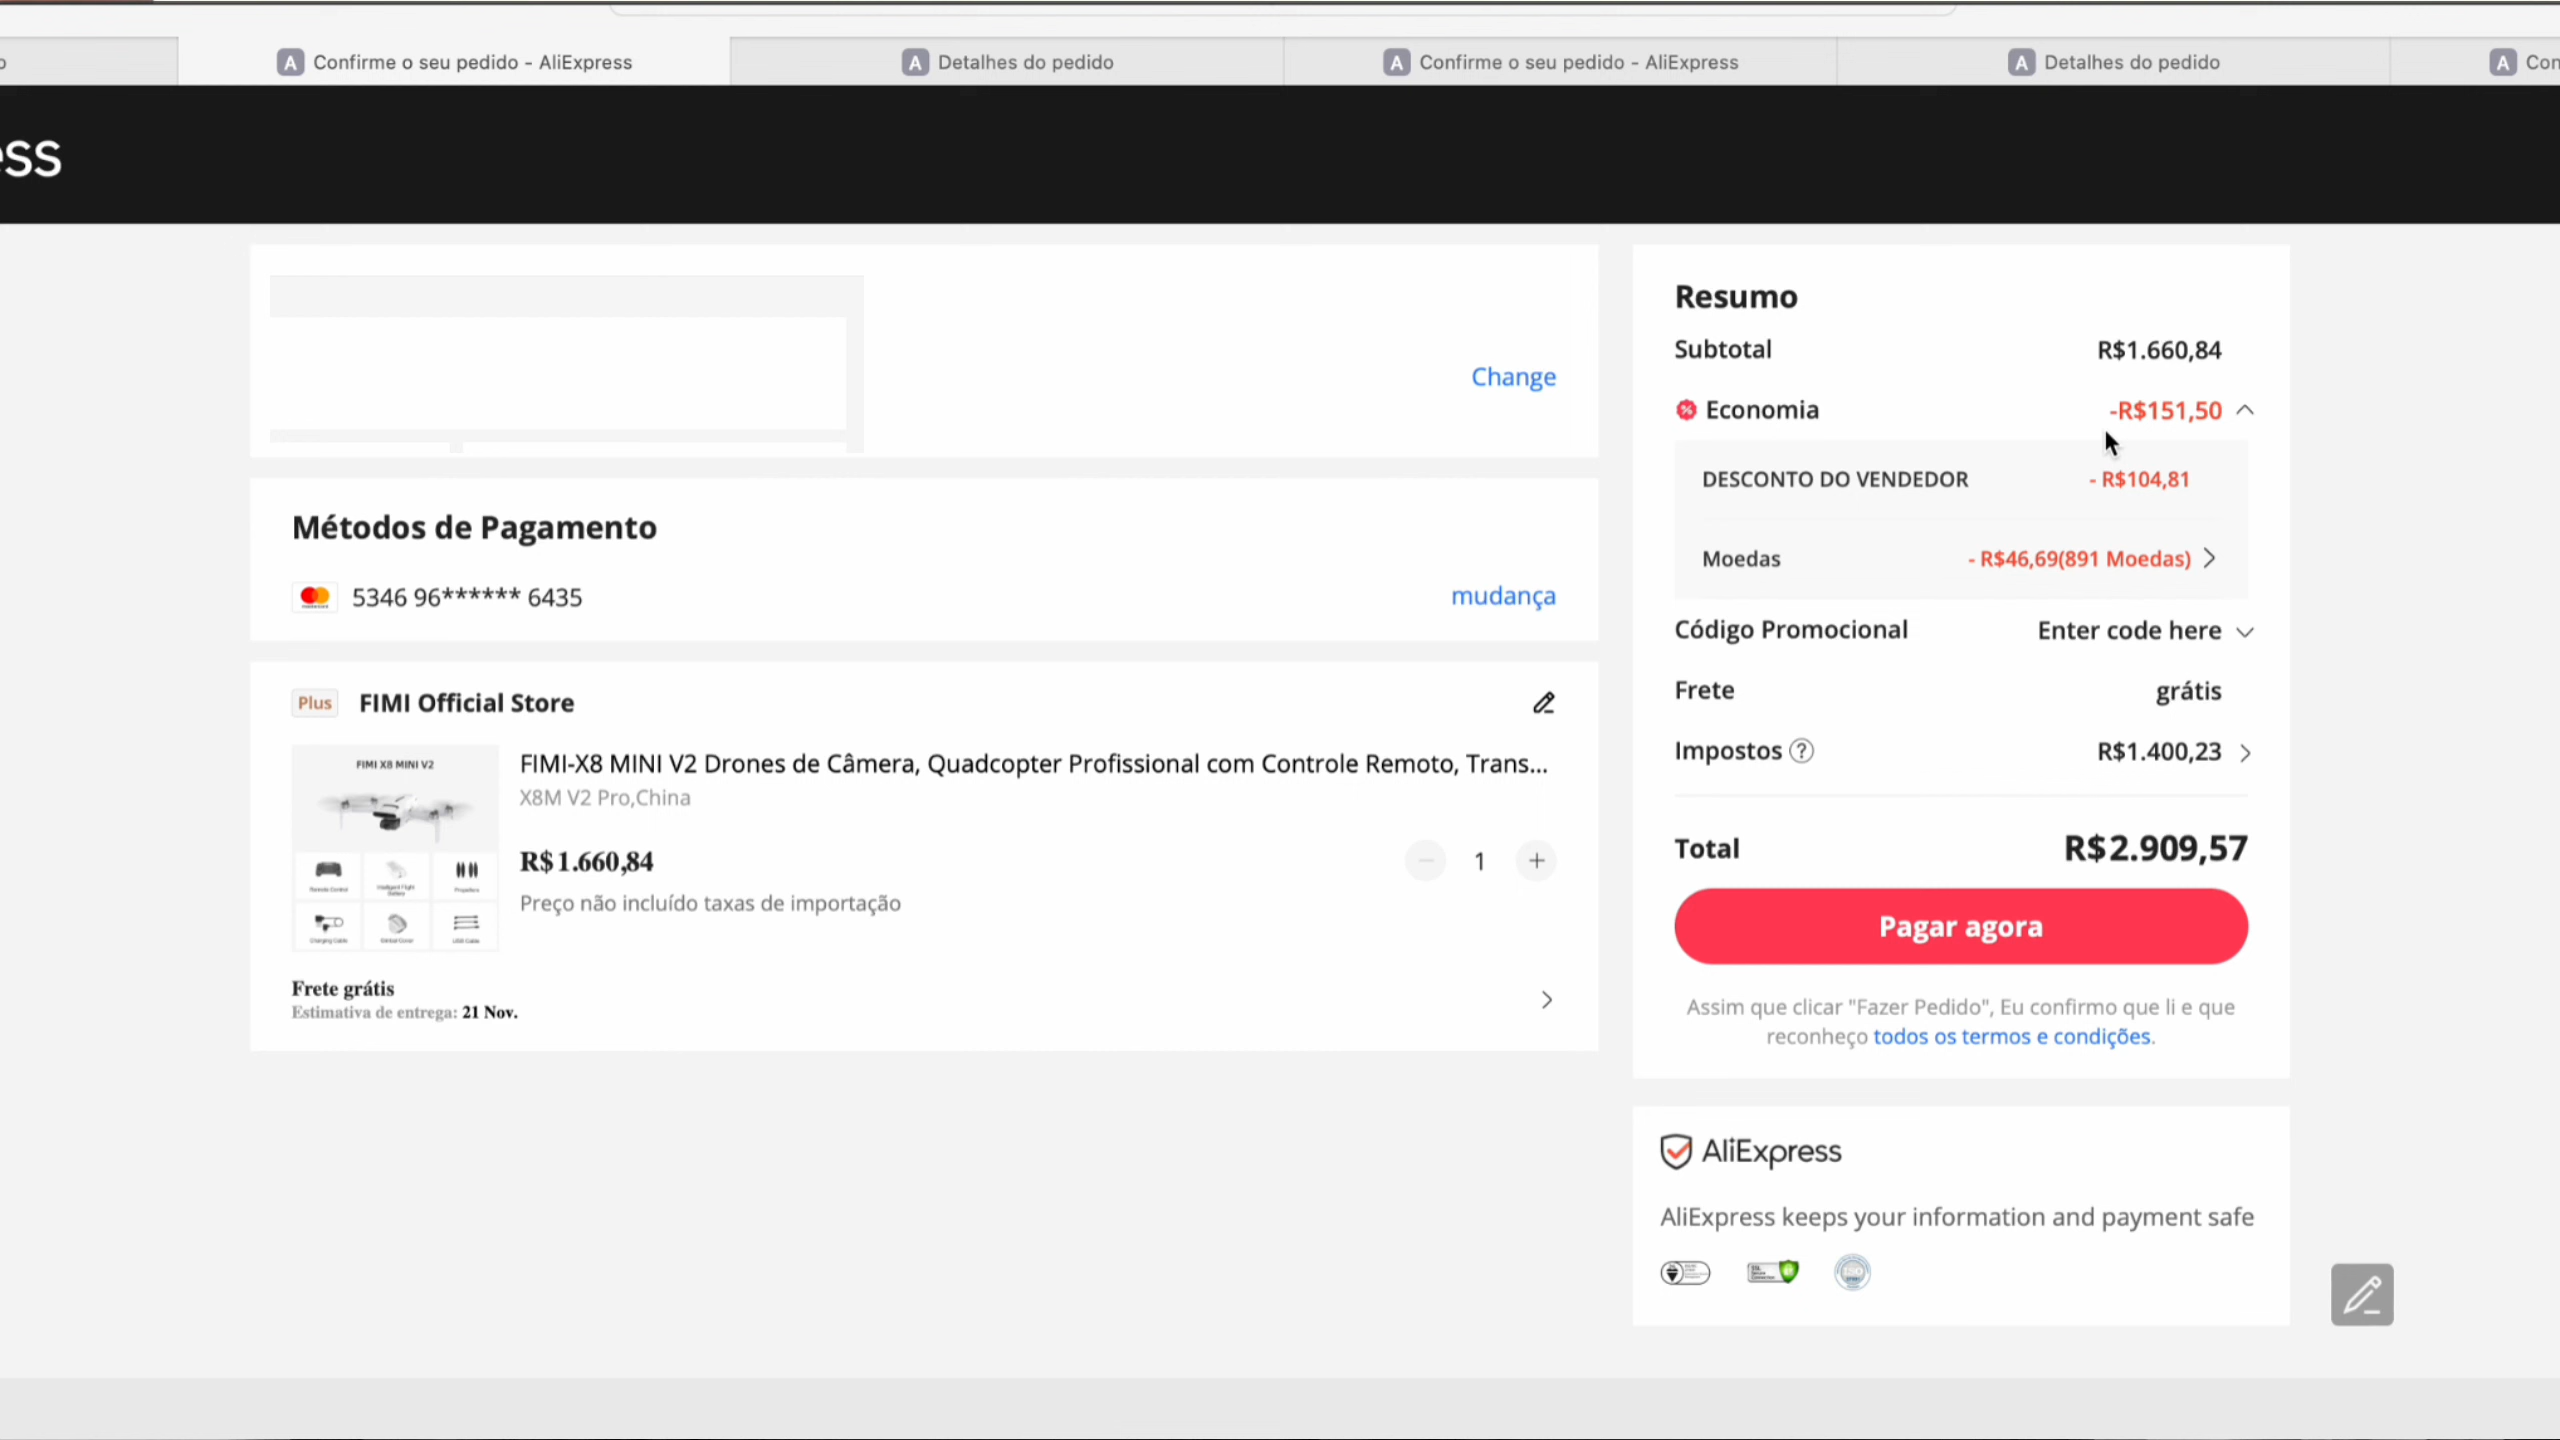 Confirme o seu pedido - AliExpress
Detalhes do pedido
Confirme o seu pedido - AliExpress
Detalhes do pedido
Con
ess
Change
Métodos de Pagamento
5346 96****** 6435
mudança
Plus
FIMI Official Store
FIMI X8 MINI V2
FIMI-X8 MINI V2 Drones de Câmera, Quadcopter Profissional com Controle Remoto, Trans...
X8M V2 Pro,China
R$1.660,84
1
Preço não incluído taxas de importação
Frete grátis
Estimativa de entrega: 21 Nov.
Resumo
Subtotal R$1.660,84
Economia -R$151,50
DESCONTO DO VENDEDOR - R$104,81
Moedas - R$46,69(891 Moedas)
Código Promocional Enter code here
Frete grátis
Impostos R$1.400,23
Total R$2.909,57
Pagar agora
Assim que clicar "Fazer Pedido", Eu confirmo que li e que
reconheço todos os termos e condições.
AliExpress
AliExpress keeps your information and payment safe